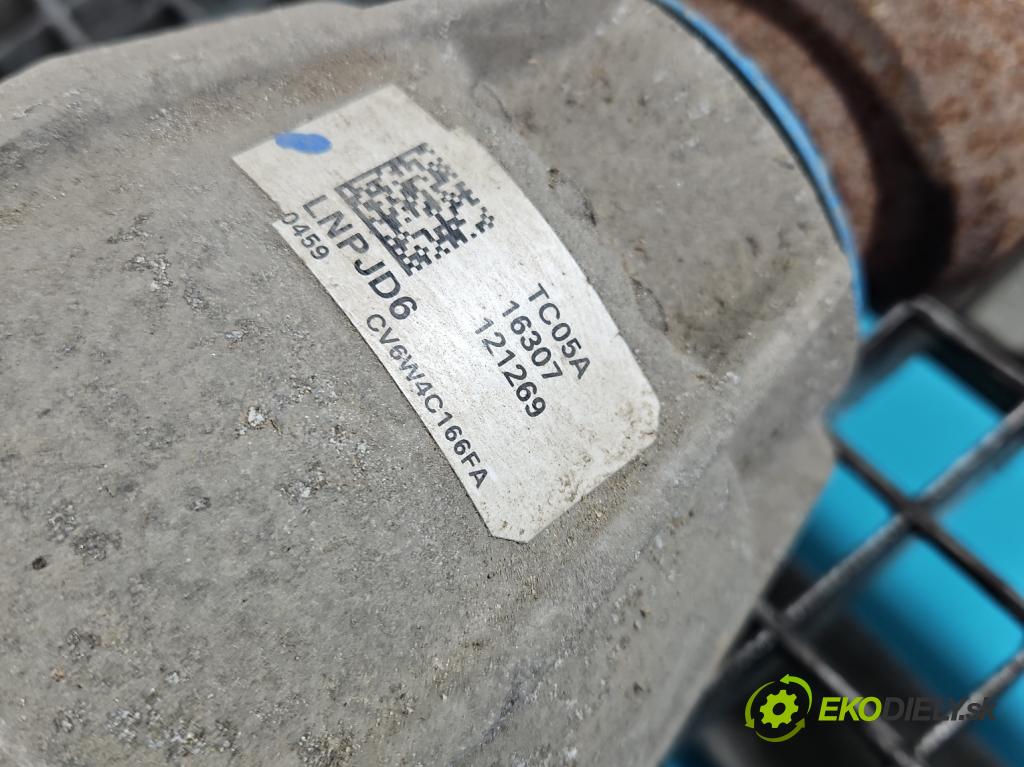 TC05A
16307
121269
LNPJD6
0459
CV6W4C166FA
EKODIELY.sk